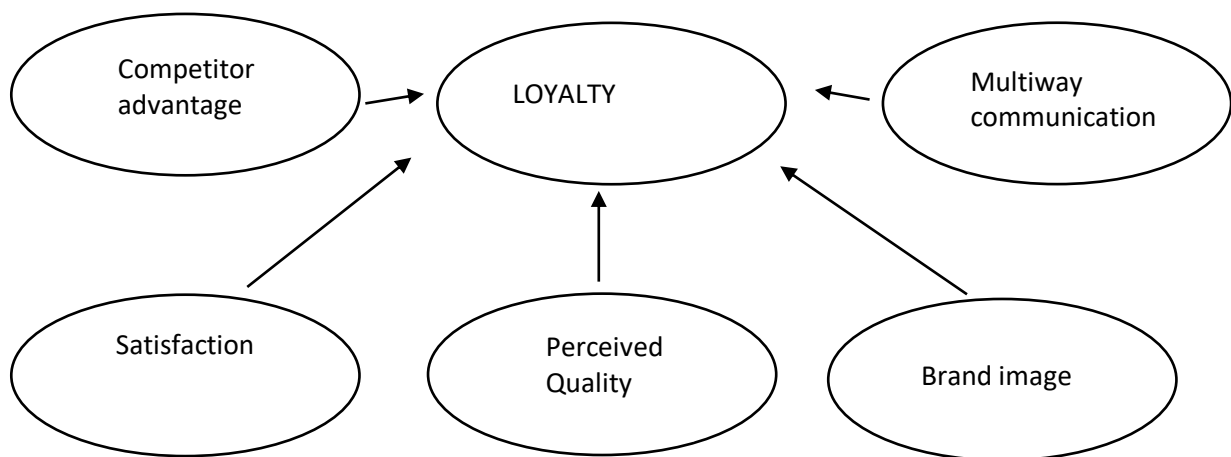 Competitor
advantage
LOYALTY
Multiway
communication
Satisfaction
Perceived
Quality
Brand image